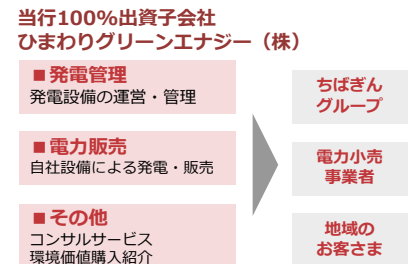 当行100%出資子会社
ひまわりグリーンエナジー（株）
■発電管理
発電設備の運営・管理
■電力販売
自社設備による発電・販売
■その他
コンサルサービス
環境価値購入紹介
ちばぎん
グループ
電力小売
事業者
地域の
お客さま